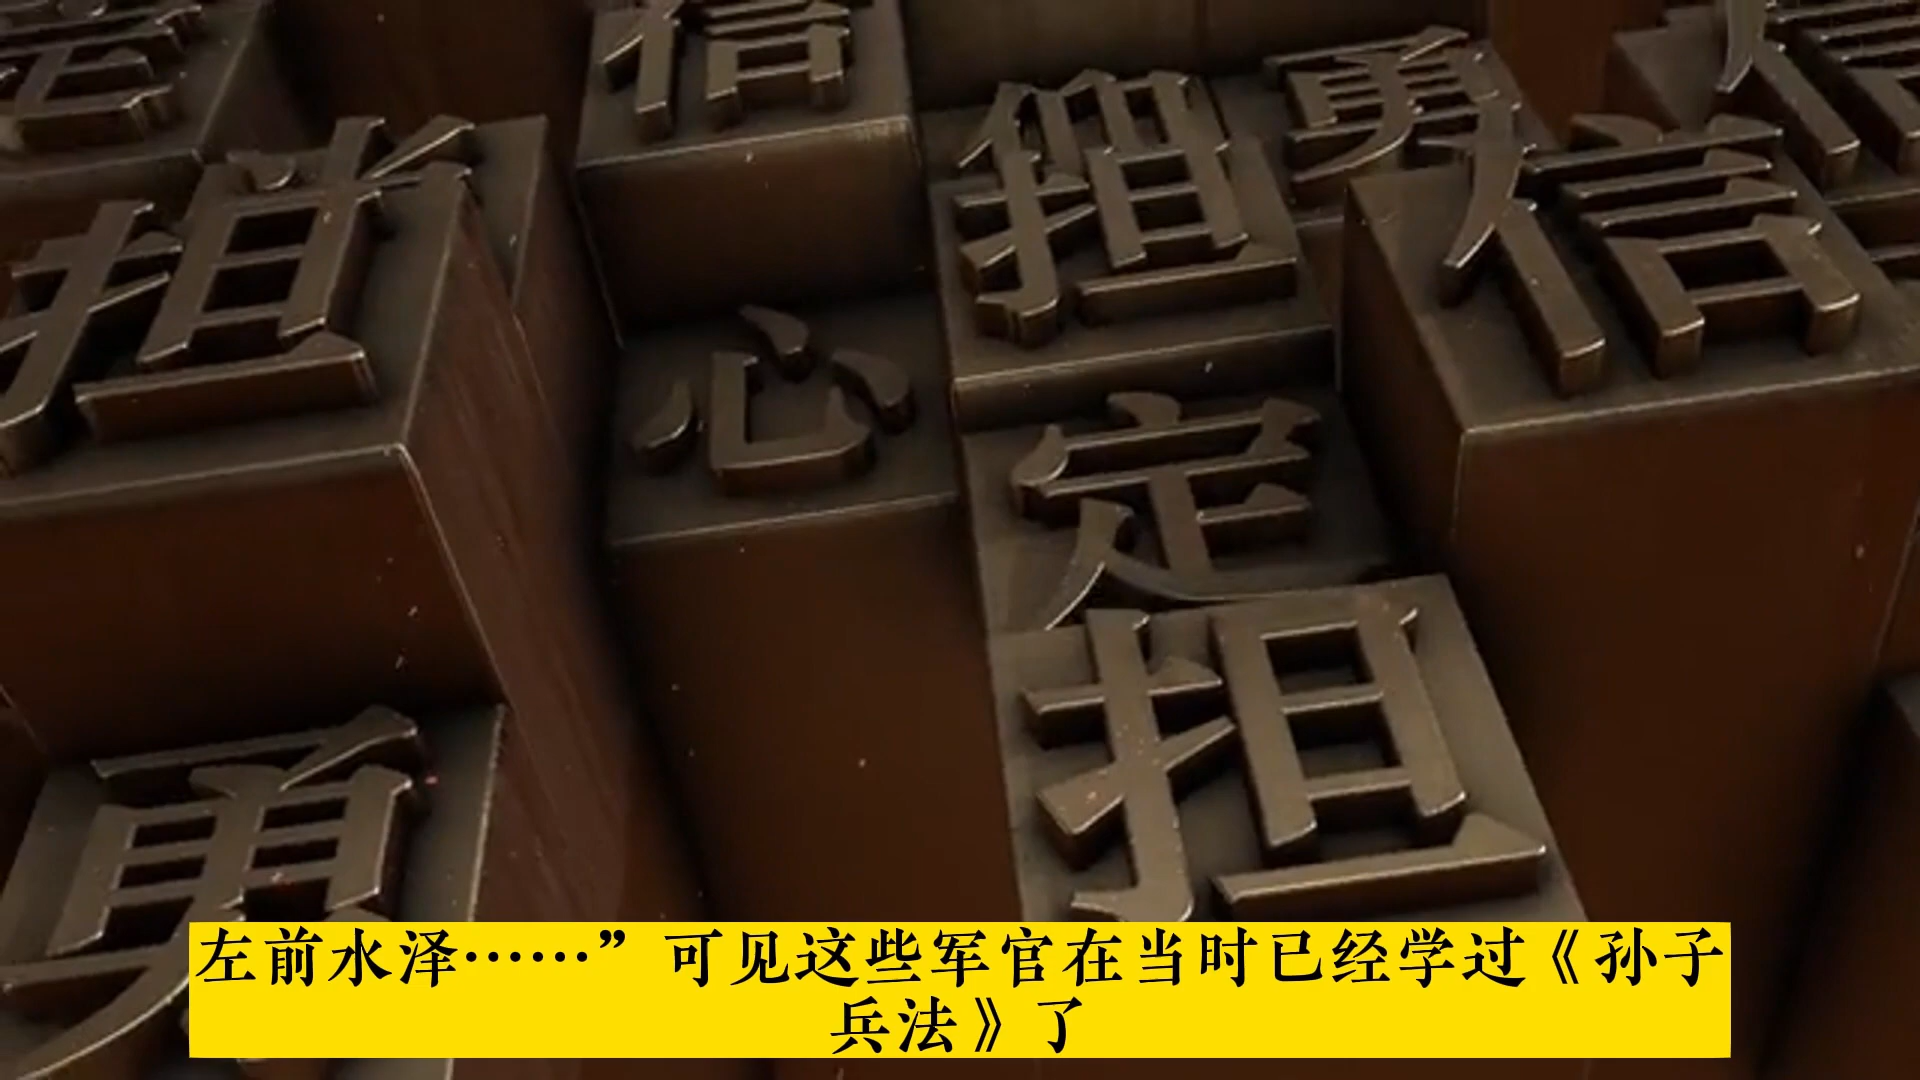 信
担
勇
信
担
心
定
担
勇
左前水泽……”可见这些军官在当时已经学过《孙子
兵法》了